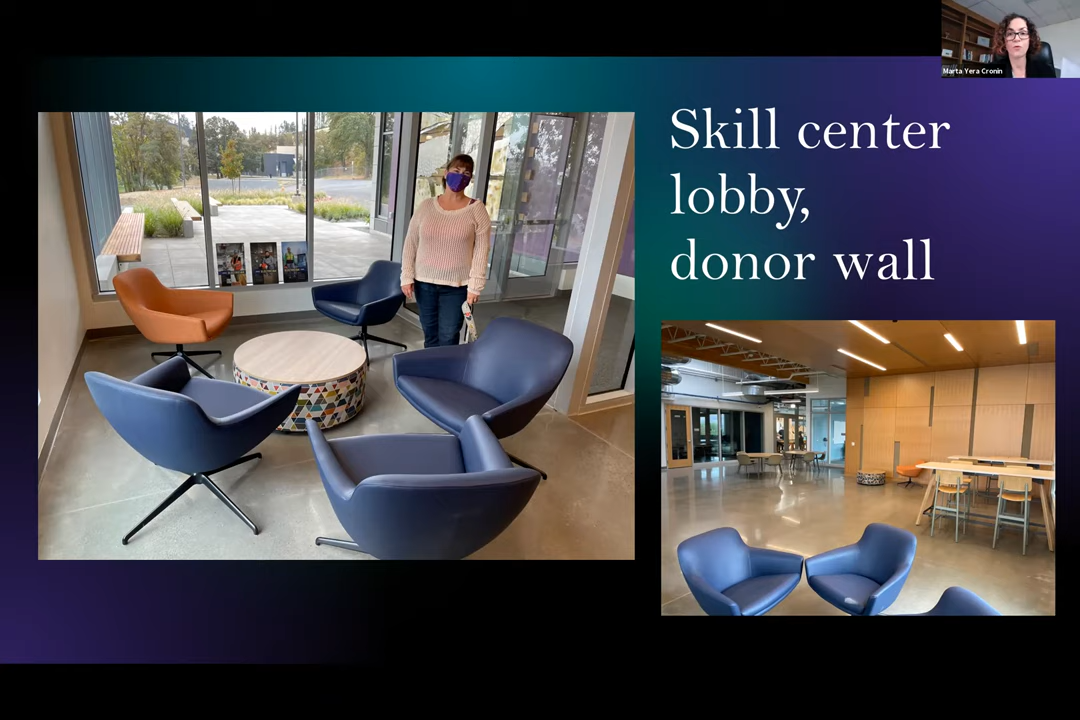 Marta Yera Cronin
Skill center
lobby,
donor wall